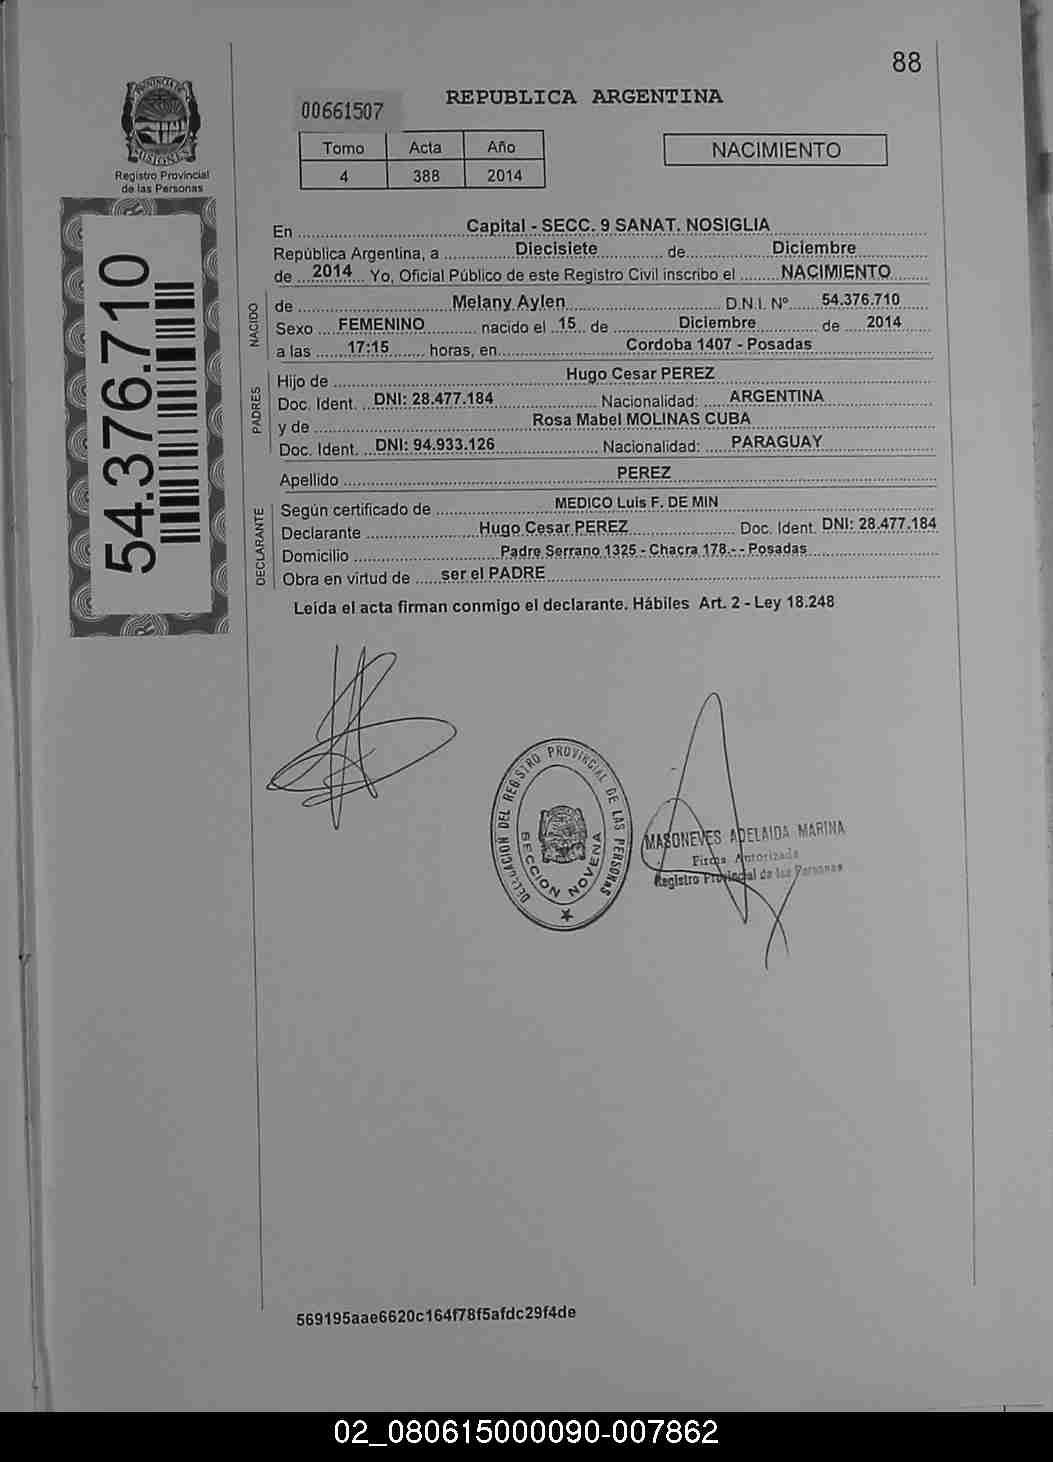 88
PROVINCIA DE
MISIONES
Registro Provincial
de las Personas
00661507
REPUBLICA ARGENTINA
Tomo Acta Año
4 388 2014
NACIMIENTO
54.376.710
En Capital - SECC. 9 SANAT. NOSIGLIA
República Argentina, a Diecisiete de Diciembre
de 2014 Yo, Oficial Público de este Registro Civil inscribo el NACIMIENTO
NACIDO
de Melany Aylen D.N.I. Nº 54.376.710
Sexo FEMENINO nacido el 15 de Diciembre de 2014
a las 17:15 horas, en Cordoba 1407 - Posadas
PADRES
Hijo de Hugo Cesar PEREZ
Doc. Ident. DNI: 28.477.184 Nacionalidad: ARGENTINA
y de Rosa Mabel MOLINAS CUBA
Doc. Ident. DNI: 94.933.126 Nacionalidad: PARAGUAY
Apellido PEREZ
DECLARANTE
Según certificado de MEDICO Luis F. DE MIN
Declarante Hugo Cesar PEREZ Doc. Ident. DNI: 28.477.184
Domicilio Padre Serrano 1325 - Chacra 178.- - Posadas
Obra en virtud de ser el PADRE
Leída el acta firman conmigo el declarante. Hábiles Art. 2 - Ley 18.248
DELEGACION DEL REGISTRO PROVINCIAL DE LAS PERSONAS
SECCION NOVENA
MASONEVES ADELAIDA MARINA
Firma Autorizada
Registro Provincial de las Personas
569195aae6620c164f78f5afdc29f4de
02_080615000090-007862